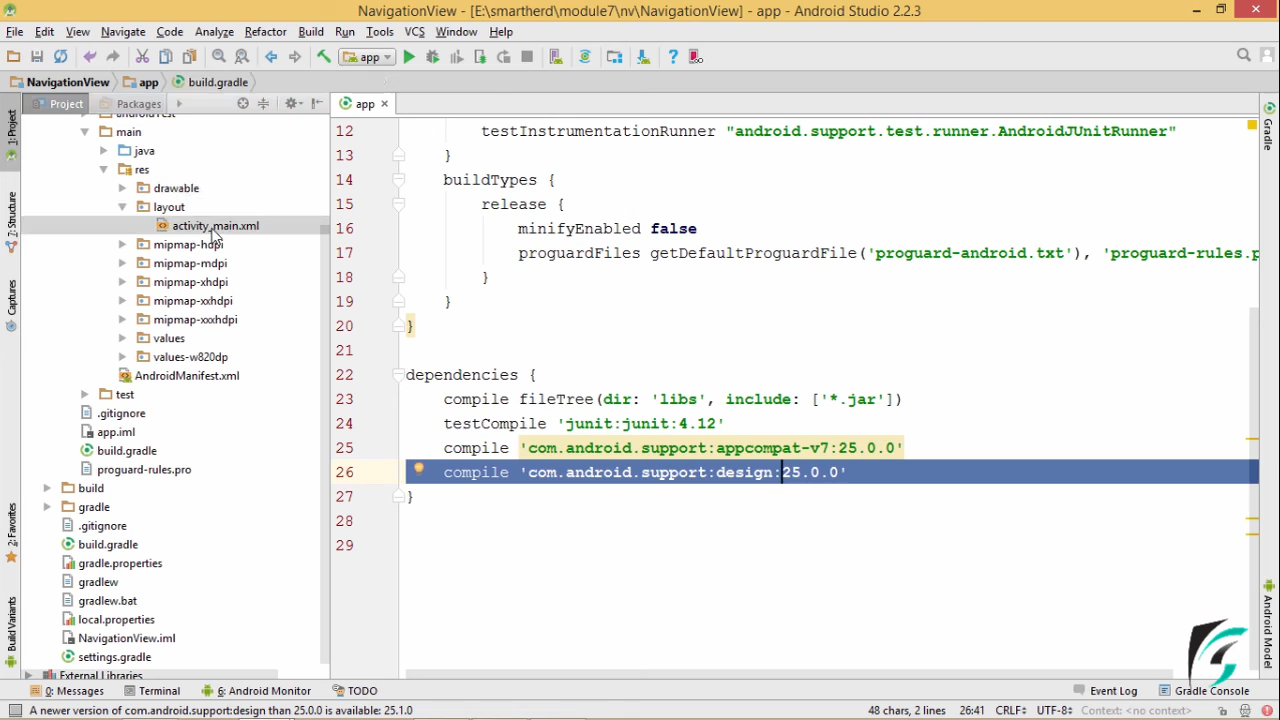 NavigationView - [E:\smartherd\module7\nv\NavigationView] - app - Android Studio 2.2.3
File Edit View Navigate Code Analyze Refactor Build Run Tools VCS Window Help
app
NavigationView app build.gradle
Project Packages
app
1: Project
7: Structure
Captures
2: Favorites
Build Variants
androidTest
main
java
res
drawable
layout
activity_main.xml
mipmap-hdpi
mipmap-mdpi
mipmap-xhdpi
mipmap-xxhdpi
mipmap-xxxhdpi
values
values-w820dp
AndroidManifest.xml
test
.gitignore
app.iml
build.gradle
proguard-rules.pro
build
gradle
.gitignore
build.gradle
gradle.properties
gradlew
gradlew.bat
local.properties
NavigationView.iml
settings.gradle
External Libraries
12 testInstrumentationRunner "android.support.test.runner.AndroidJUnitRunner"
13 }
14 buildTypes {
15 release {
16 minifyEnabled false
17 proguardFiles getDefaultProguardFile('proguard-android.txt'), 'proguard-rules.p
18 }
19 }
20 }
21
22 dependencies {
23 compile fileTree(dir: 'libs', include: ['*.jar'])
24 testCompile 'junit:junit:4.12'
25 compile 'com.android.support:appcompat-v7:25.0.0'
26 compile 'com.android.support:design:25.0.0'
27 }
28
29
Gradle
Android Model
0: Messages Terminal 6: Android Monitor TODO Event Log Gradle Console
A newer version of com.android.support:design than 25.0.0 is available: 25.1.0 48 chars, 2 lines 26:41 CRLF÷ UTF-8÷ Context: <no context>